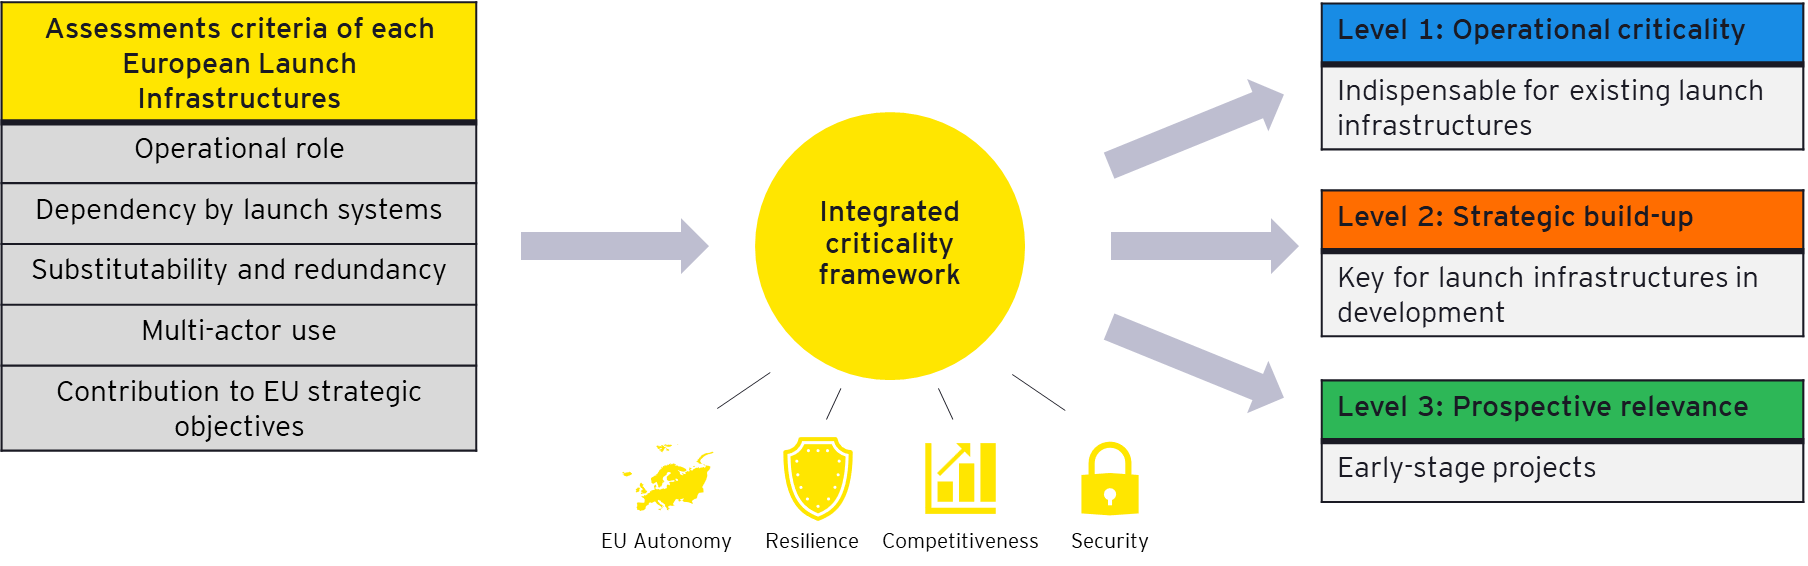 Assessments criteria of each
European Launch
Infrastructures
Operational role
Dependency by launch systems
Substitutability and redundancy
Multi-actor use
Contribution to EU strategic
objectives
Integrated
criticality
framework
EU Autonomy
Resilience
Competitiveness
Security
Level 1: Operational criticality
Indispensable for existing launch
infrastructures
Level 2: Strategic build-up
Key for launch infrastructures in
development
Level 3: Prospective relevance
Early-stage projects